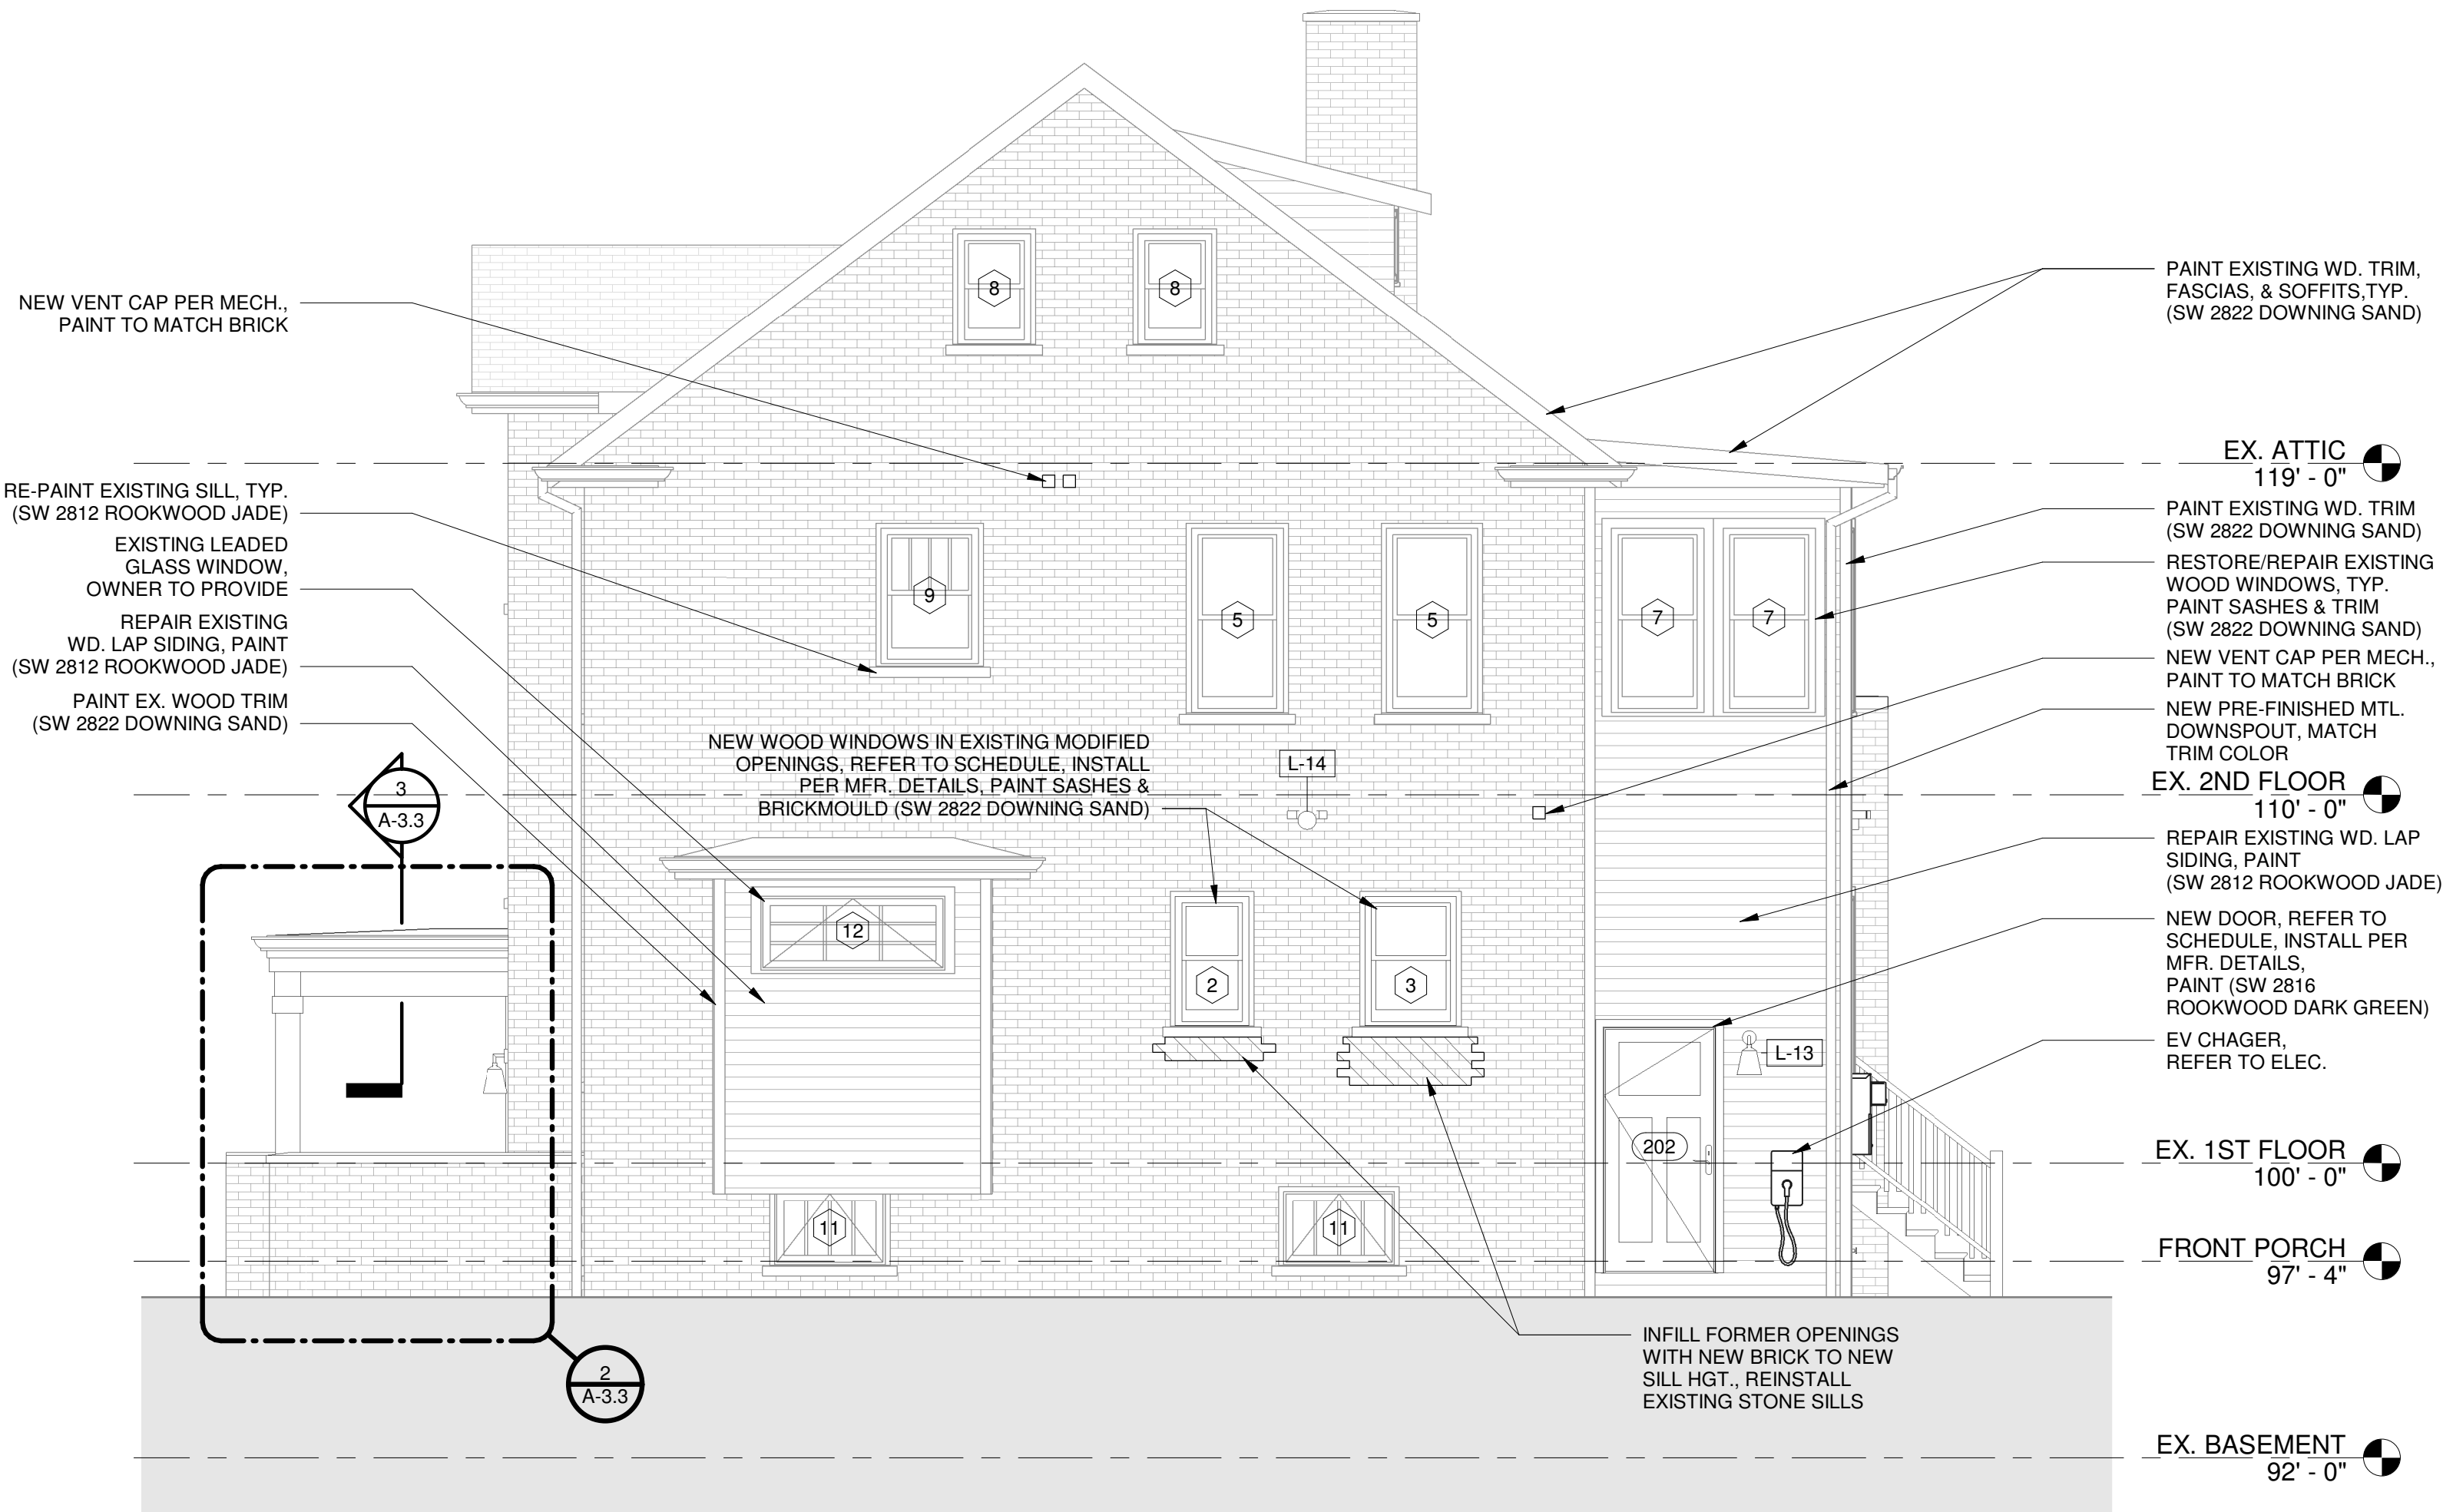 NEW VENT CAP PER MECH.,
PAINT TO MATCH BRICK
RE-PAINT EXISTING SILL, TYP.
(SW 2812 ROOKWOOD JADE)
EXISTING LEADED
GLASS WINDOW,
OWNER TO PROVIDE
REPAIR EXISTING
WD. LAP SIDING, PAINT
(SW 2812 ROOKWOOD JADE)
PAINT EX. WOOD TRIM
(SW 2822 DOWNING SAND)
3
A-3.3
2
A-3.3
8
8
9
5
5
7
7
NEW WOOD WINDOWS IN EXISTING MODIFIED
OPENINGS, REFER TO SCHEDULE, INSTALL
PER MFR. DETAILS, PAINT SASHES &
BRICKMOULD (SW 2822 DOWNING SAND)
L-14
12
2
3
L-13
202
11
11
INFILL FORMER OPENINGS
WITH NEW BRICK TO NEW
SILL HGT., REINSTALL
EXISTING STONE SILLS
PAINT EXISTING WD. TRIM,
FASCIAS, & SOFFITS,TYP.
(SW 2822 DOWNING SAND)
EX. ATTIC
119' - 0"
PAINT EXISTING WD. TRIM
(SW 2822 DOWNING SAND)
RESTORE/REPAIR EXISTING
WOOD WINDOWS, TYP.
PAINT SASHES & TRIM
(SW 2822 DOWNING SAND)
NEW VENT CAP PER MECH.,
PAINT TO MATCH BRICK
NEW PRE-FINISHED MTL.
DOWNSPOUT, MATCH
TRIM COLOR
EX. 2ND FLOOR
110' - 0"
REPAIR EXISTING WD. LAP
SIDING, PAINT
(SW 2812 ROOKWOOD JADE)
NEW DOOR, REFER TO
SCHEDULE, INSTALL PER
MFR. DETAILS,
PAINT (SW 2816
ROOKWOOD DARK GREEN)
EV CHAGER,
REFER TO ELEC.
EX. 1ST FLOOR
100' - 0"
FRONT PORCH
97' - 4"
EX. BASEMENT
92' - 0"